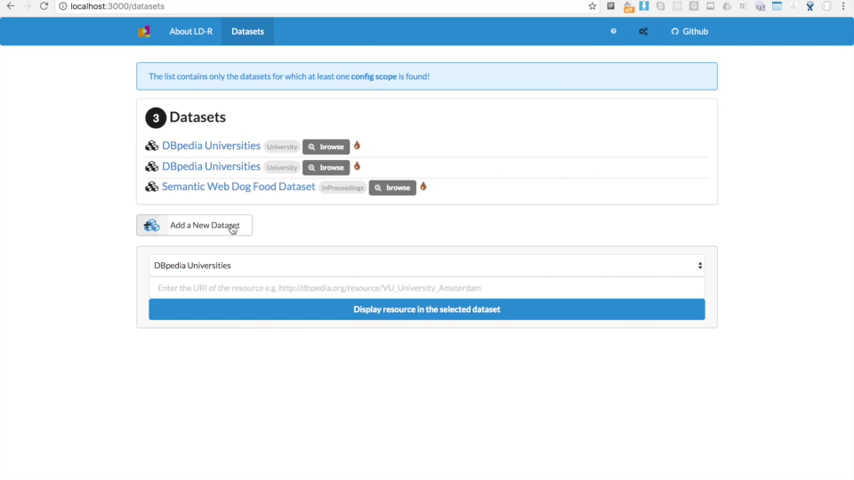 localhost:3000/datasets
About LD-R
Datasets
Github
The list contains only the datasets for which at least one config scope is found!
3 Datasets
DBpedia Universities University browse
DBpedia Universities University browse
Semantic Web Dog Food Dataset InProceedings browse
Add a New Dataset
DBpedia Universities
Enter the URI of the resource e.g. http://dbpedia.org/resource/VU_University_Amsterdam
Display resource in the selected dataset